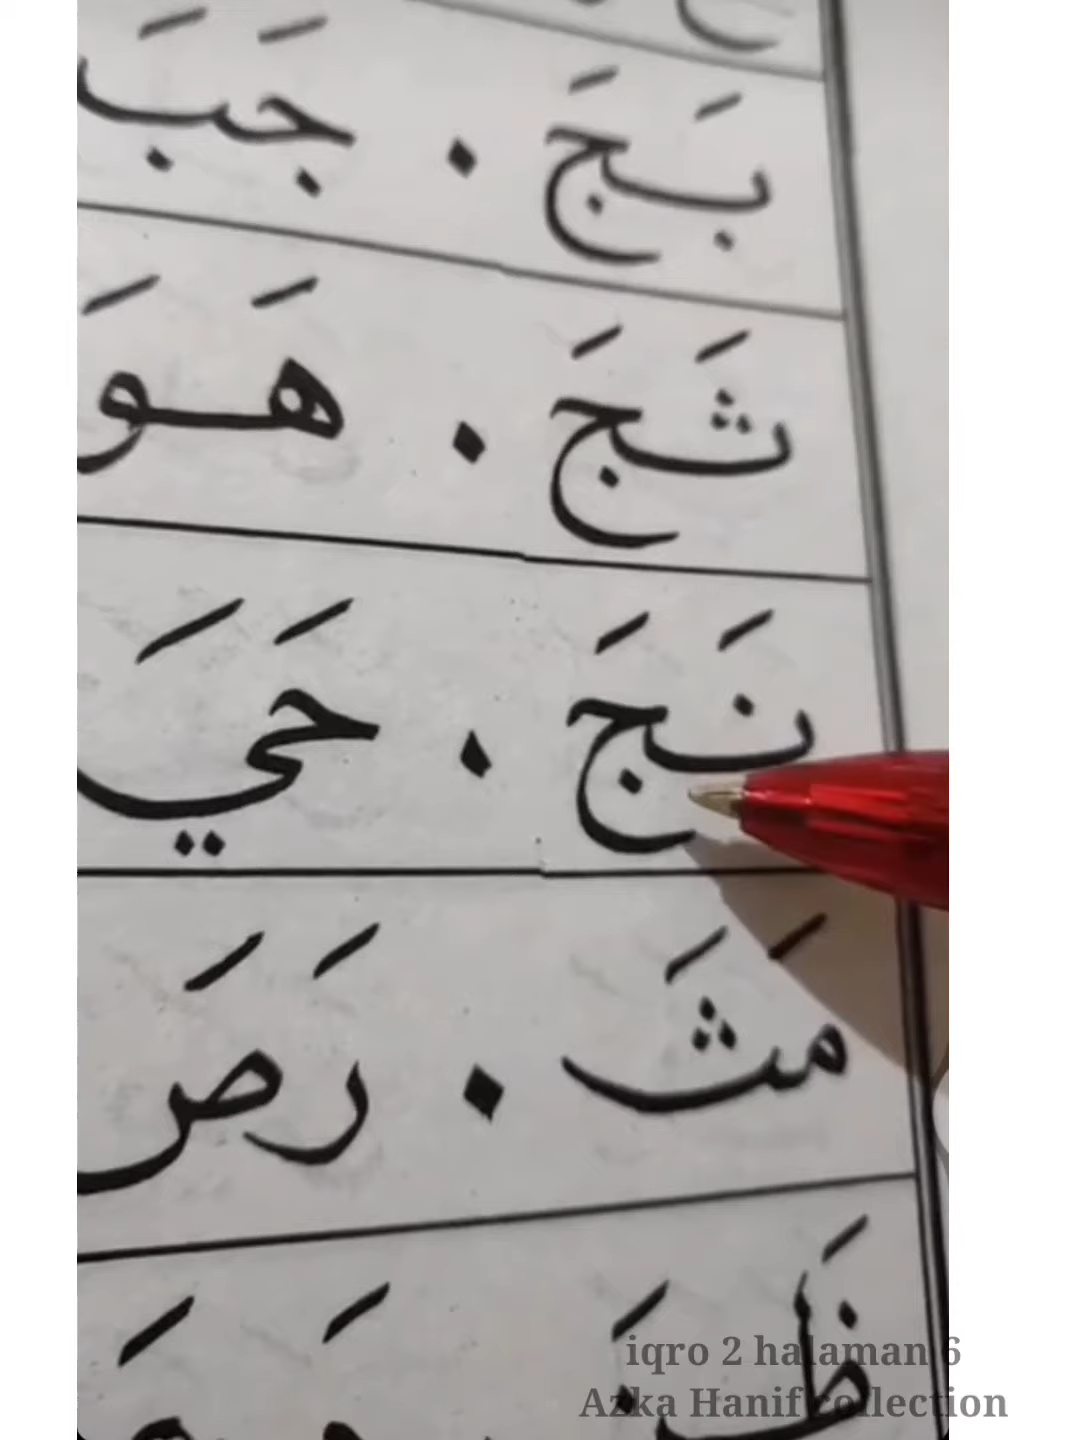 بَجَ . جَبَ
ثَجَ . هَوَ
نَجَ . حَيَ
مَثَ . رَصَ
iqro 2 halaman 6
Azka Hanif collection